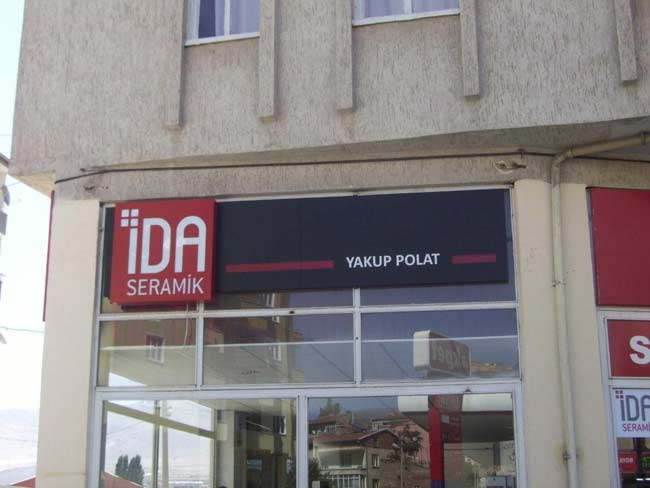 İDA
SERAMİK
YAKUP POLAT
S
İDA
SERAMİK